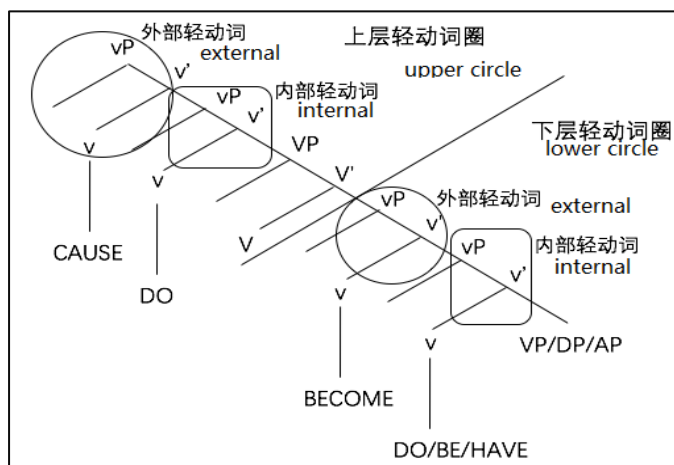 外部轻动词
上层轻动词圈
vP
external
v'
upper circle
vP
内部轻动词
v'
internal
下层轻动词圈
v
VP
lower circle
v
V'
vP
外部轻动词
V
v'
external
CAUSE
vP
内部轻动词
v'
internal
DO
v
v
VP/DP/AP
BECOME
DO/BE/HAVE